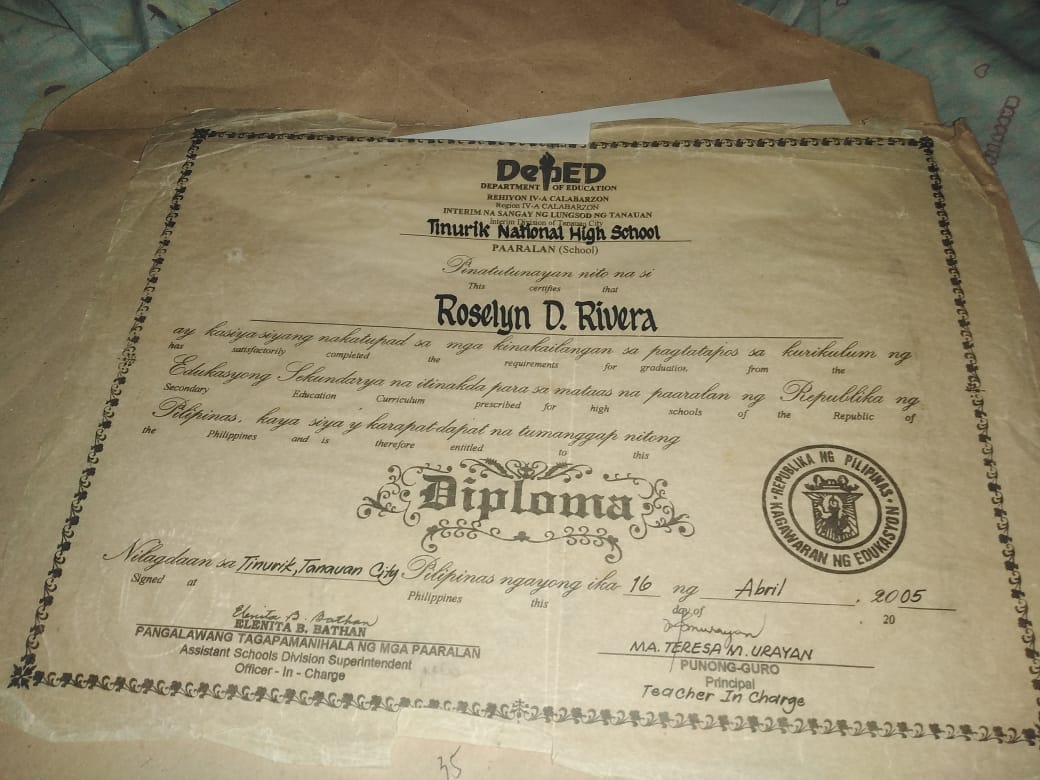 DepED
DEPARTMENT OF EDUCATION
REHIYON IV-A CALABARZON
Region IV-A CALABARZON
INTERIM NA SANGAY NG LUNGSOD NG TANAUAN
Interim Division of Tanauan City
Tinurik National High School
PAARALAN (School)
Pinatutunayan nito na si
This certifies that
Roselyn D. Rivera
ay kasiya-siyang nakatupad sa mga kinakailangan sa pagtatapos sa kurikulum ng
has satisfactorily completed the requirements for graduation from the
Edukasyong Sekundarya na itinakda para sa mataas na paaralan ng Republika ng
Secondary Education Curriculum prescribed for high schools of the Republic of
Pilipinas, kaya siya'y karapat-dapat na tumanggap nitong
the Philippines and is therefore entitled to this
Diploma
REPUBLIKA NG PILIPINAS
KAGAWARAN NG EDUKASYON
Nilagdaan sa Tinurik, Tanauan City Pilipinas ngayong ika- 16 ng Abril, 2005
Signed at Philippines this day of 20
Elenita B. Bathan
ELENITA B. BATHAN
PANGALAWANG TAGAPAMANIHALA NG MGA PAARALAN
Assistant Schools Division Superintendent
Officer - In - Charge
MA. TERESA M. URAYAN
PUNONG-GURO
Principal
Teacher In Charge
35